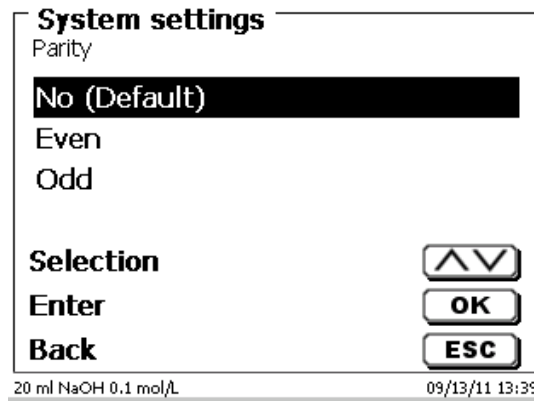 System settings
Parity
No (Default)
Even
Odd
Selection
Enter OK
Back ESC
20 ml NaOH 0.1 mol/L 09/13/11 13:39